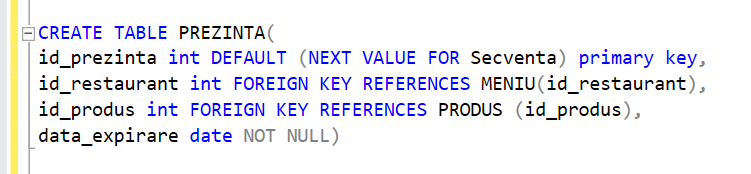 CREATE TABLE PREZINTA(
id_prezinta int DEFAULT (NEXT VALUE FOR Secventa) primary key,
id_restaurant int FOREIGN KEY REFERENCES MENIU(id_restaurant),
id_produs int FOREIGN KEY REFERENCES PRODUS (id_produs),
data_expirare date NOT NULL)